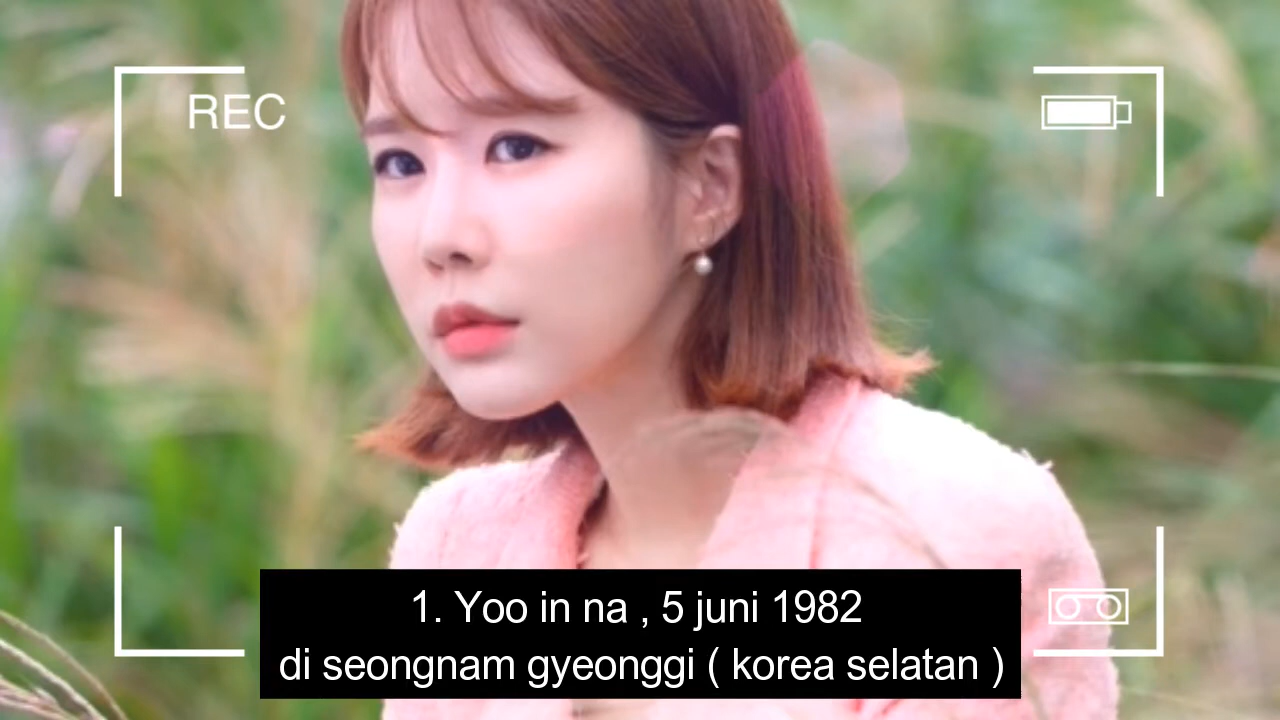 REC
1. Yoo in na , 5 juni 1982
di seongnam gyeonggi ( korea selatan )